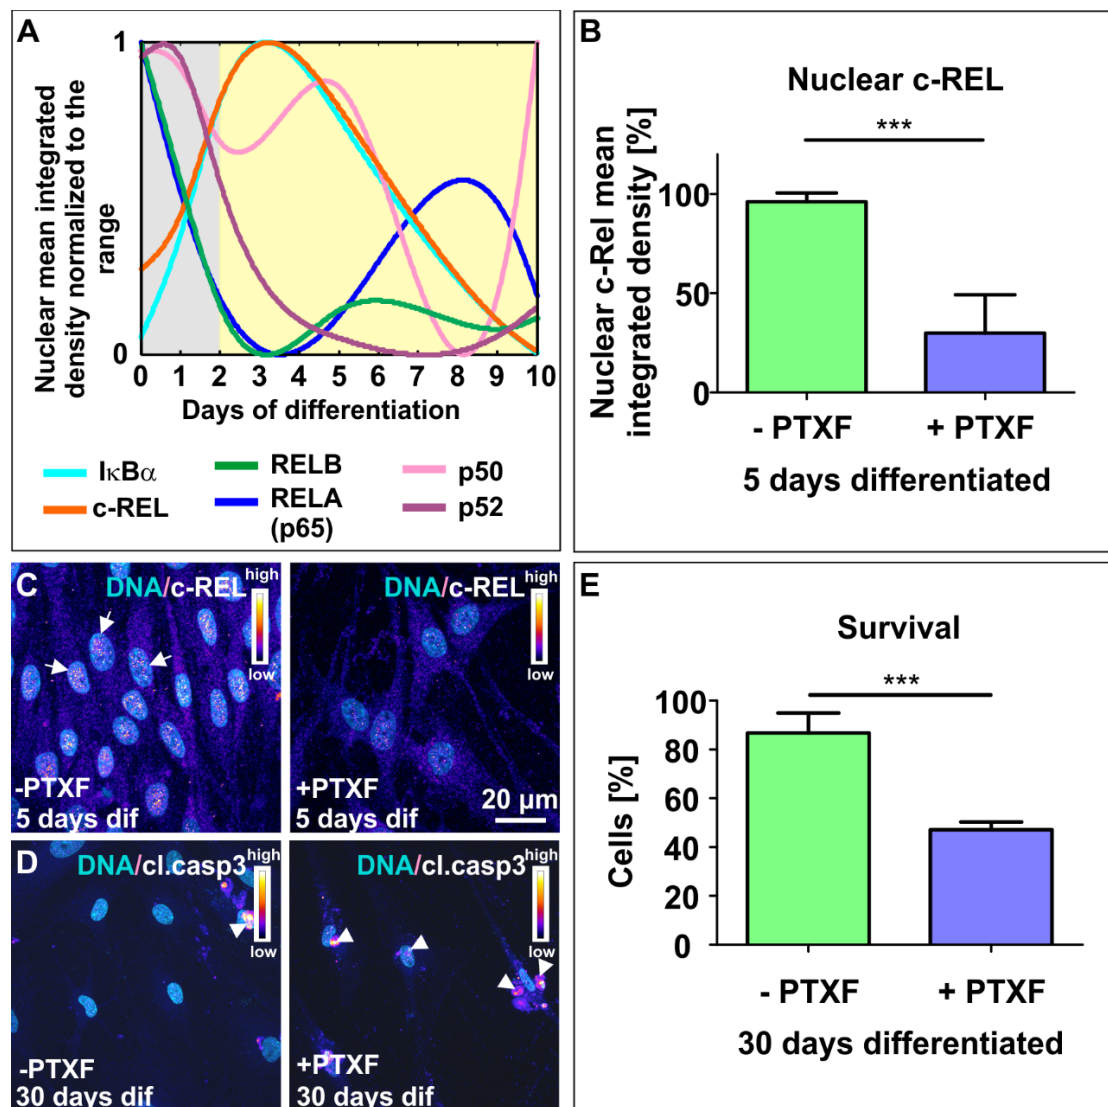 A
Nuclear mean integrated
density normalized to the
range
1
0
0 1 2 3 4 5 6 7 8 9 10
Days of differentiation
IκBα
c-REL
RELB
RELA
(p65)
p50
p52
B
Nuclear c-REL
***
Nuclear c-Rel mean
integrated density [%]
100
50
0
- PTXF + PTXF
5 days differentiated
C
DNA/c-REL
high
low
-PTXF
5 days dif
DNA/c-REL
high
low
+PTXF
5 days dif
20 µm
D
DNA/cl.casp3
high
low
-PTXF
30 days dif
DNA/cl.casp3
high
low
+PTXF
30 days dif
E
Survival
***
Cells [%]
100
80
60
40
20
0
- PTXF + PTXF
30 days differentiated